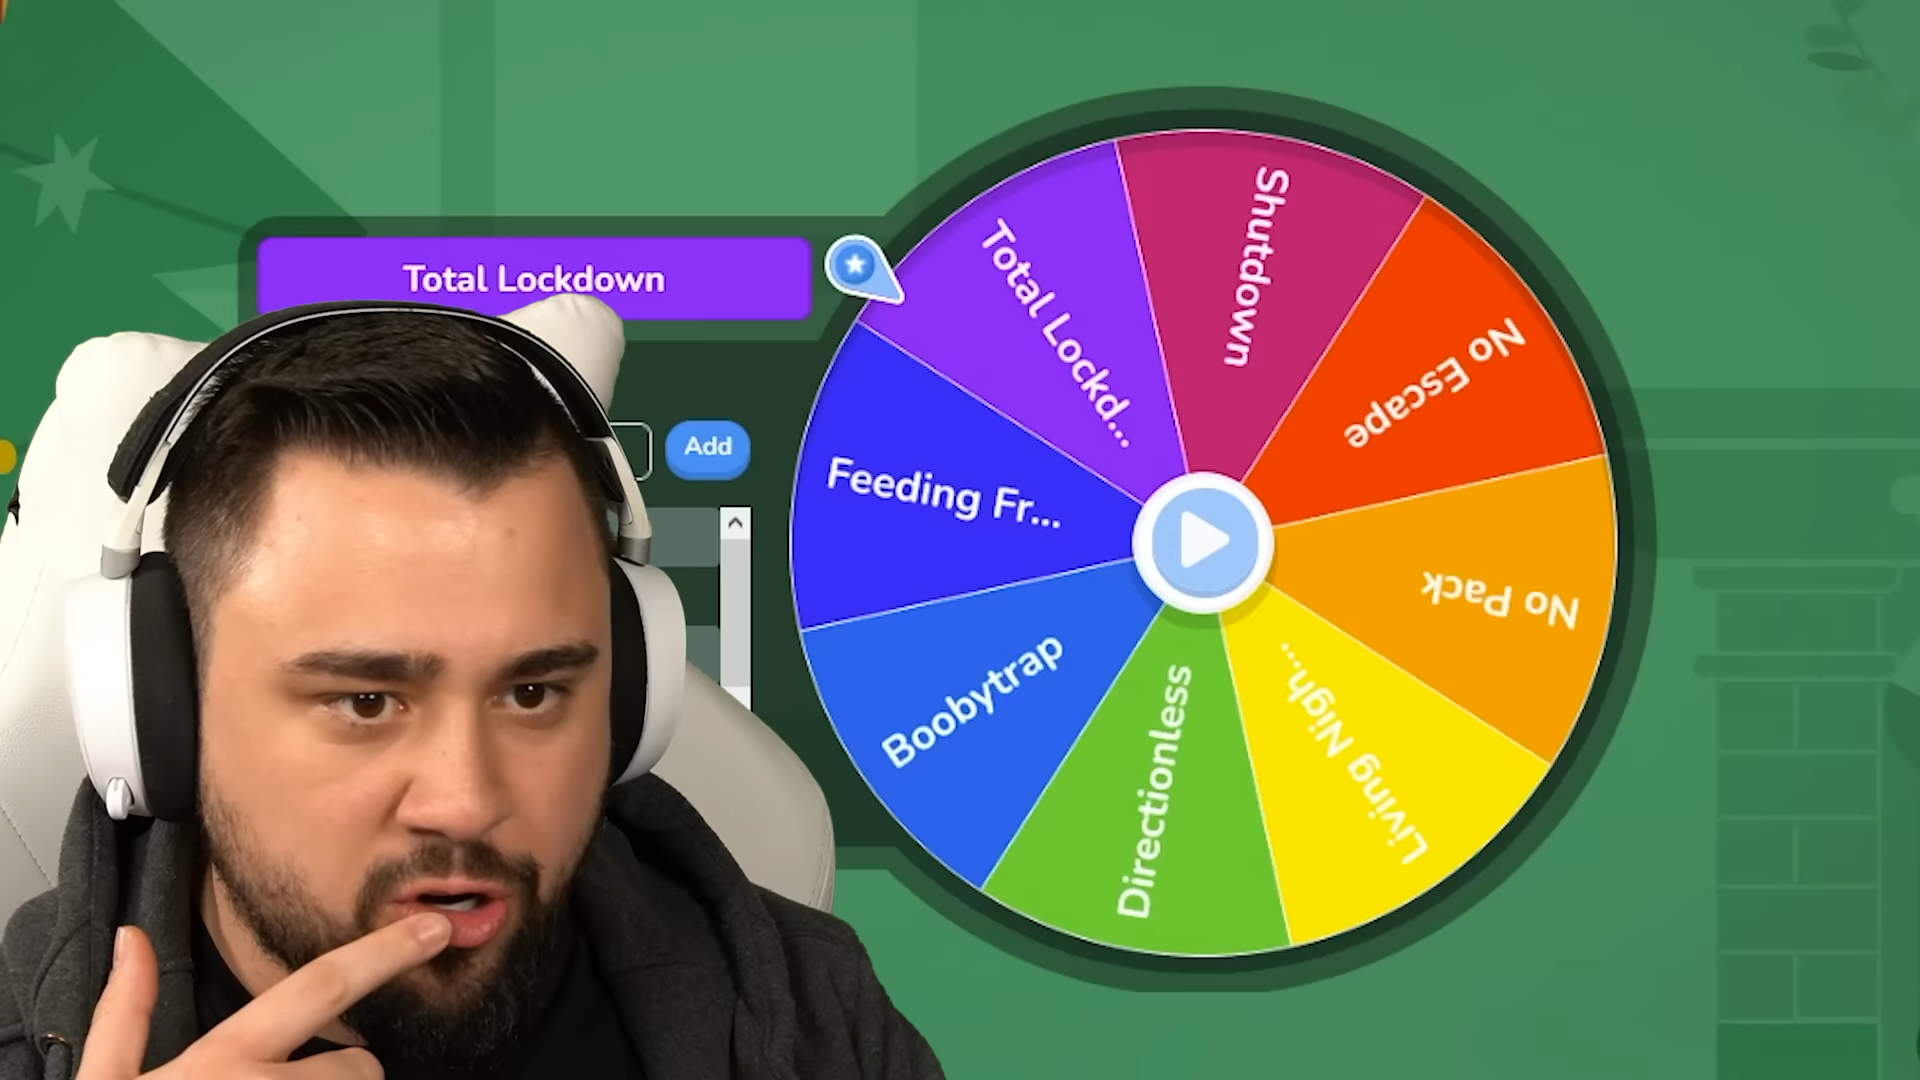 Total Lockdown
Add
Shutdown
No Escape
No Pack
Living Nigh...
Directionless
Boobytrap
Feeding Fr...
Total Lockd...